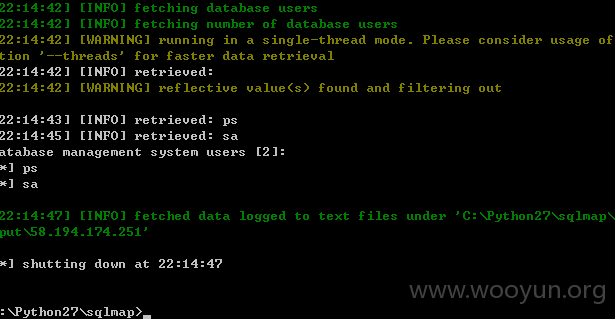 22:14:42] [INFO] fetching database users
22:14:42] [INFO] fetching number of database users
22:14:42] [WARNING] running in a single-thread mode. Please consider usage of
tion '--threads' for faster data retrieval
22:14:42] [INFO] retrieved:
22:14:42] [WARNING] reflective value(s) found and filtering out
22:14:43] [INFO] retrieved: ps
22:14:45] [INFO] retrieved: sa
atabase management system users [2]:
*] ps
*] sa
22:14:47] [INFO] fetched data logged to text files under 'C:\Python27\sqlmap\
put\58.194.174.251'
*] shutting down at 22:14:47
www.wooyun.org
:\Python27\sqlmap>_